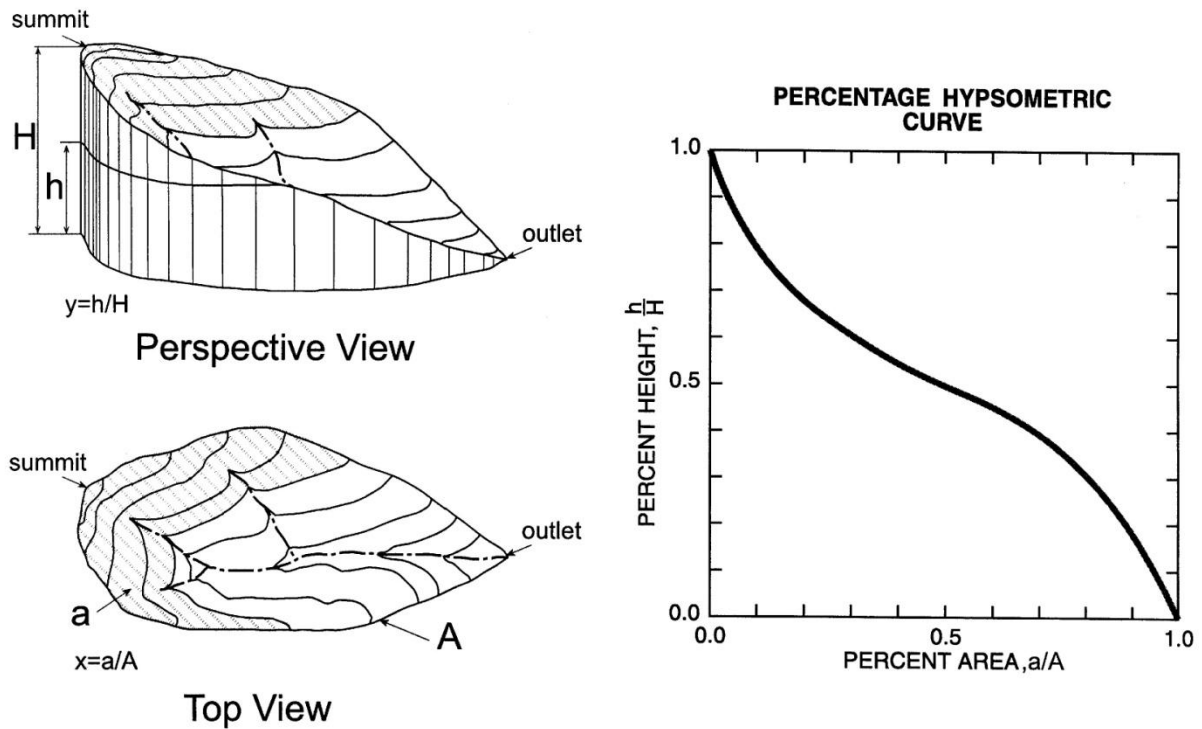 summit
H
h
outlet
y=h/H
Perspective View
summit
outlet
a
A
x=a/A
Top View
PERCENTAGE HYPSOMETRIC
CURVE
PERCENT HEIGHT, h/H
1.0
0.5
0.0
0.0
0.5
1.0
PERCENT AREA,a/A